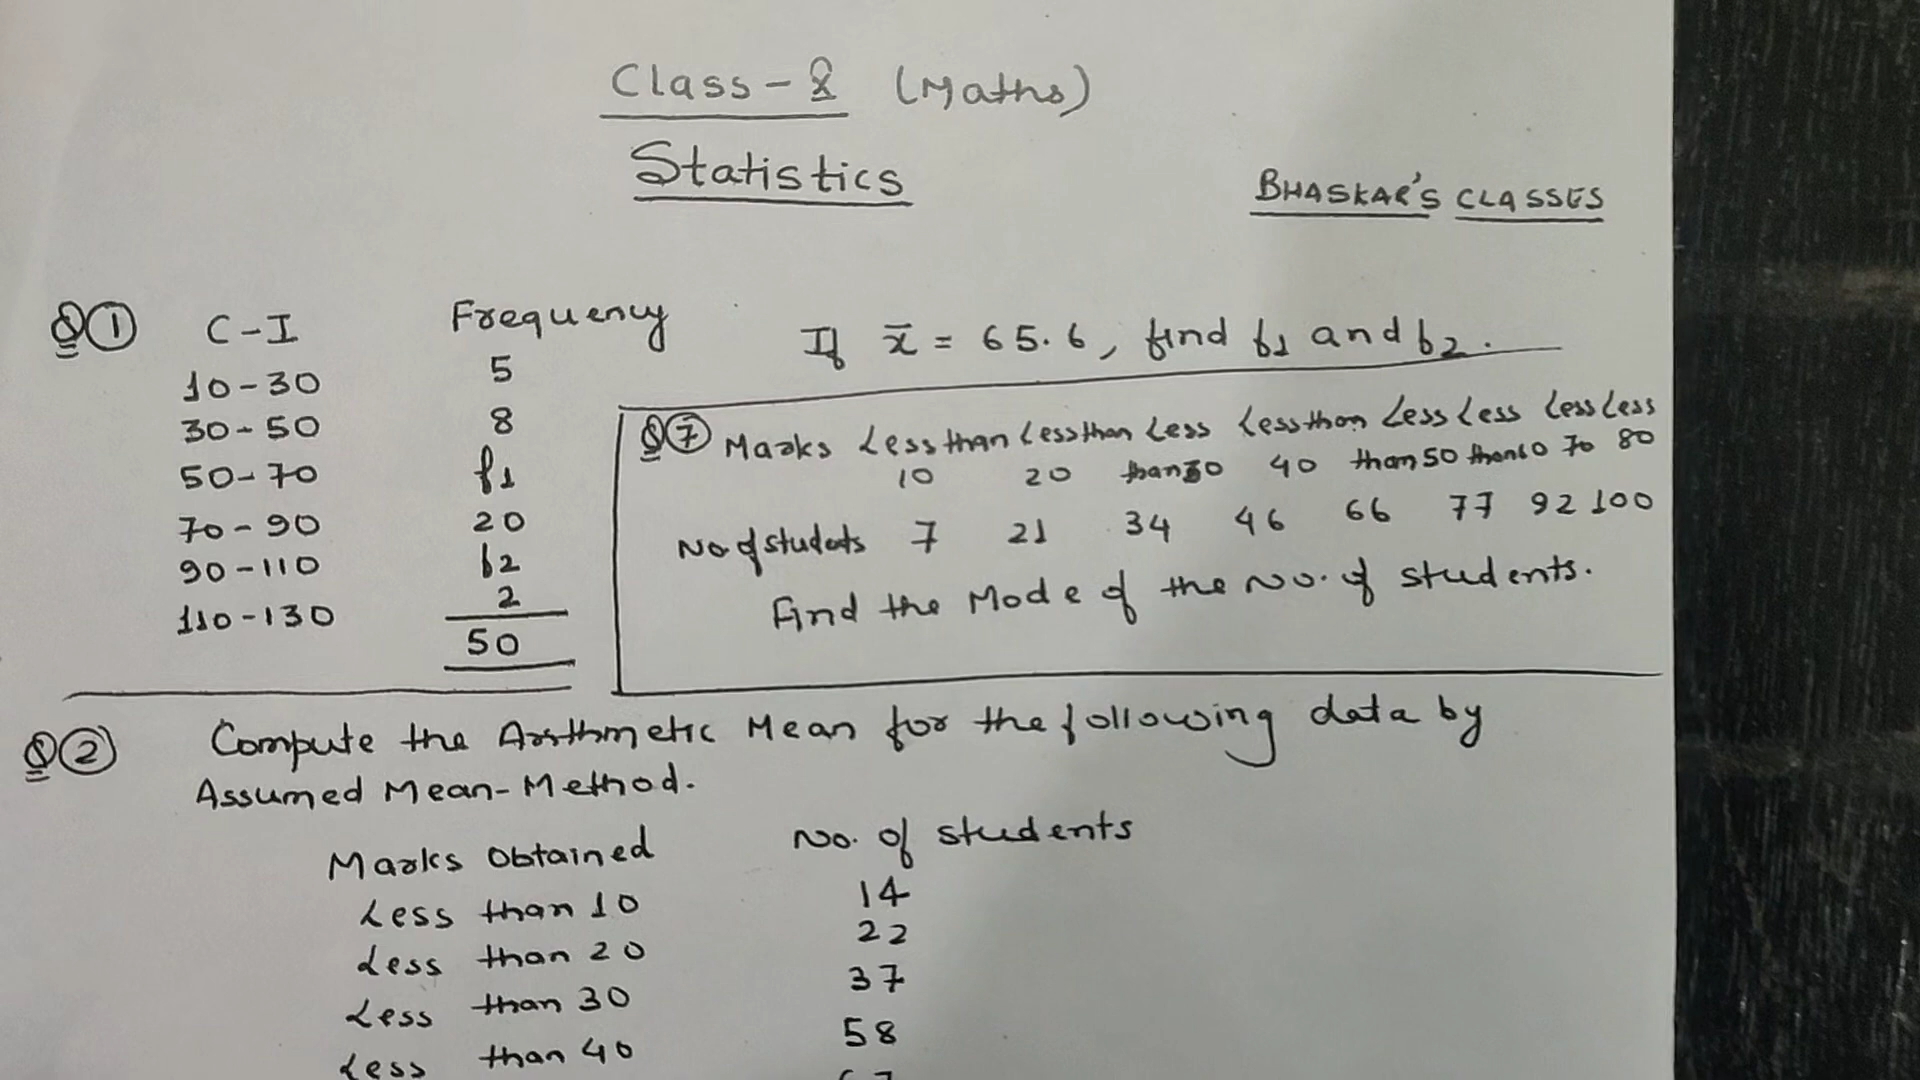 Class - X (Maths)
Statistics
BHASKAR'S CLASSES
Q ① C-I Frequency
10-30 5
30-50 8
50-70 f1
70-90 20
90-110 f2
110-130 2
50
If x̄ = 65.6, find f1 and f2.
Q ⑦ Marks Less than Less than Less Less than Less Less Less Less
10 20 than 30 40 than 50 than 60 70 80
No of students 7 21 34 46 66 77 92 100
Find the Mode of the No. of students.
Q ② Compute the Arithmetic Mean for the following data by
Assumed Mean-Method.
Marks Obtained No. of students
Less than 10 14
Less than 20 22
Less than 30 37
Less than 40 58